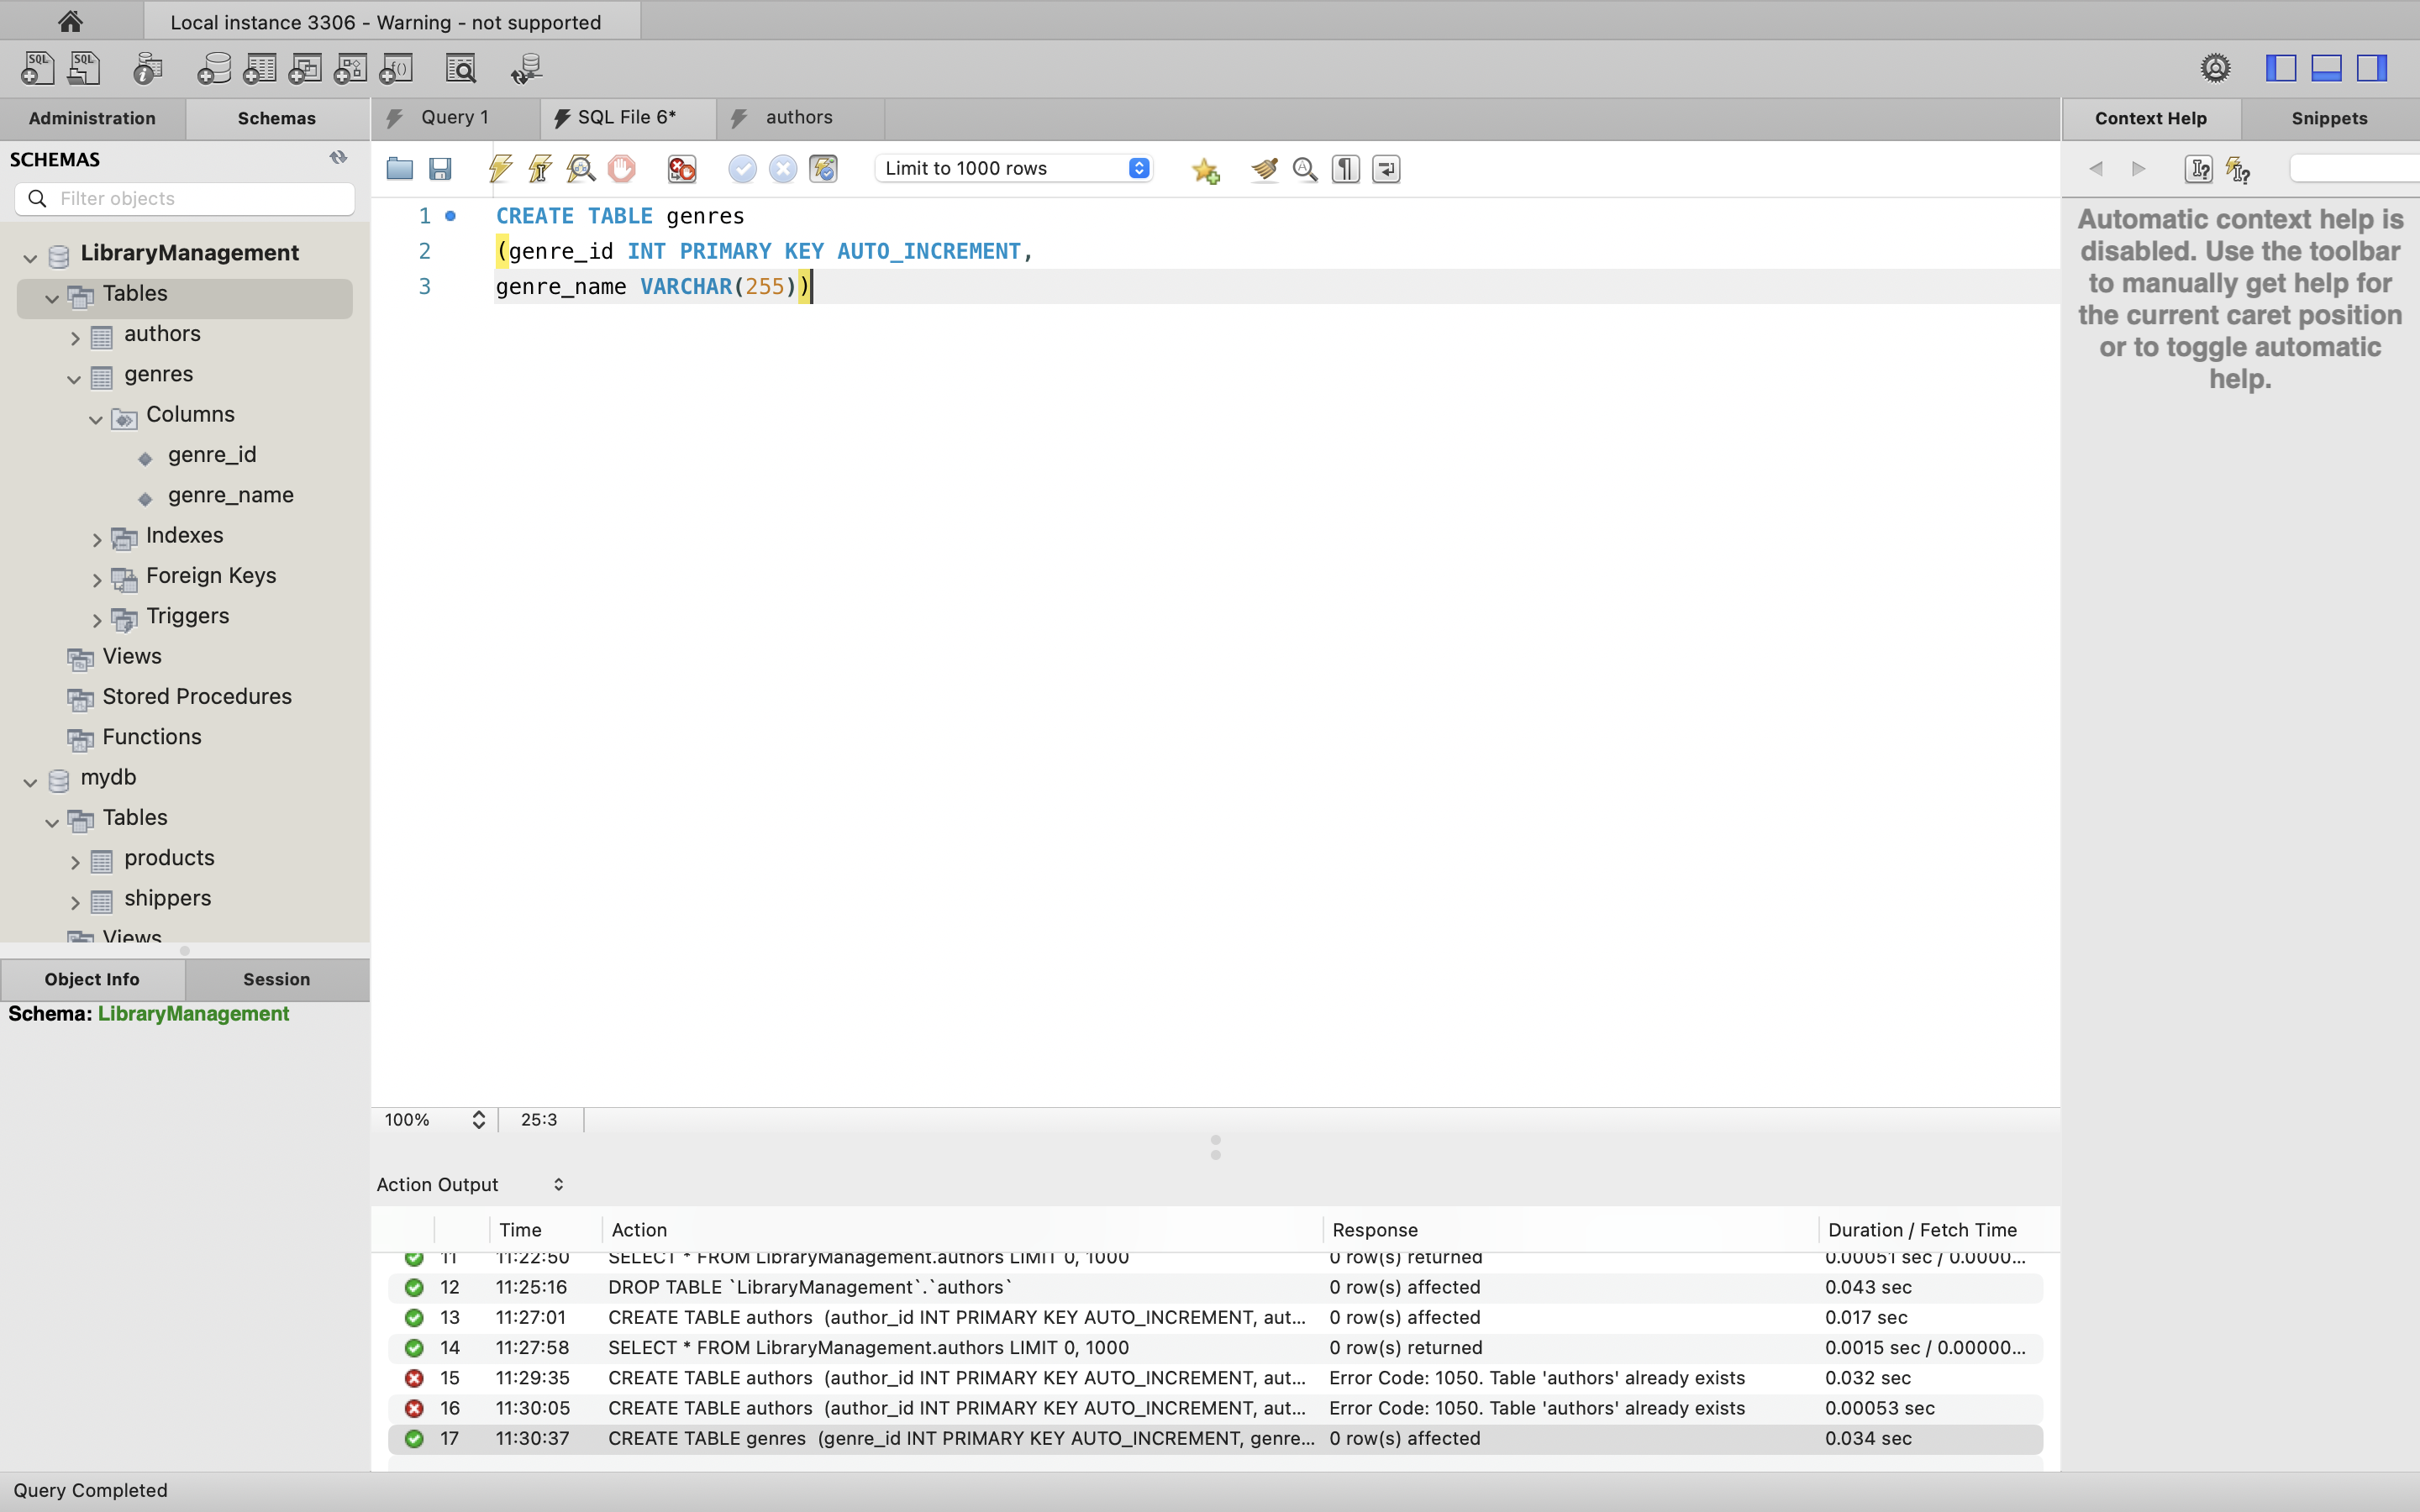 Local instance 3306 - Warning - not supported
Administration
Schemas
Query 1
SQL File 6*
authors
Context Help
Snippets
SCHEMAS
Filter objects
Limit to 1000 rows
LibraryManagement
Tables
authors
genres
Columns
genre_id
genre_name
Indexes
Foreign Keys
Triggers
Views
Stored Procedures
Functions
mydb
Tables
products
shippers
Views
Object Info
Session
Schema: LibraryManagement
1 CREATE TABLE genres
2 (genre_id INT PRIMARY KEY AUTO_INCREMENT,
3 genre_name VARCHAR(255))
Automatic context help is
disabled. Use the toolbar
to manually get help for
the current caret position
or to toggle automatic
help.
100%
25:3
Action Output
Time Action Response Duration / Fetch Time
11 11:22:50 SELECT * FROM LibraryManagement.authors LIMIT 0, 1000 0 row(s) returned 0.00051 sec / 0.0000...
12 11:25:16 DROP TABLE `LibraryManagement`.`authors` 0 row(s) affected 0.043 sec
13 11:27:01 CREATE TABLE authors (author_id INT PRIMARY KEY AUTO_INCREMENT, aut... 0 row(s) affected 0.017 sec
14 11:27:58 SELECT * FROM LibraryManagement.authors LIMIT 0, 1000 0 row(s) returned 0.0015 sec / 0.00000...
15 11:29:35 CREATE TABLE authors (author_id INT PRIMARY KEY AUTO_INCREMENT, aut... Error Code: 1050. Table 'authors' already exists 0.032 sec
16 11:30:05 CREATE TABLE authors (author_id INT PRIMARY KEY AUTO_INCREMENT, aut... Error Code: 1050. Table 'authors' already exists 0.00053 sec
17 11:30:37 CREATE TABLE genres (genre_id INT PRIMARY KEY AUTO_INCREMENT, genre... 0 row(s) affected 0.034 sec
Query Completed